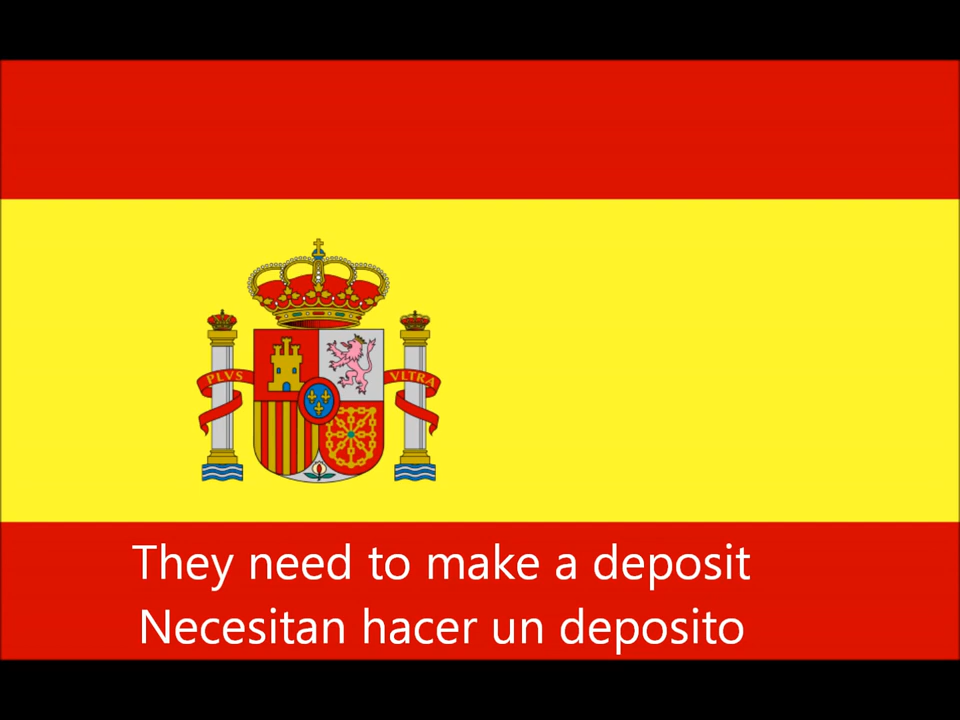 PLVS VLTRA
They need to make a deposit
Necesitan hacer un deposito